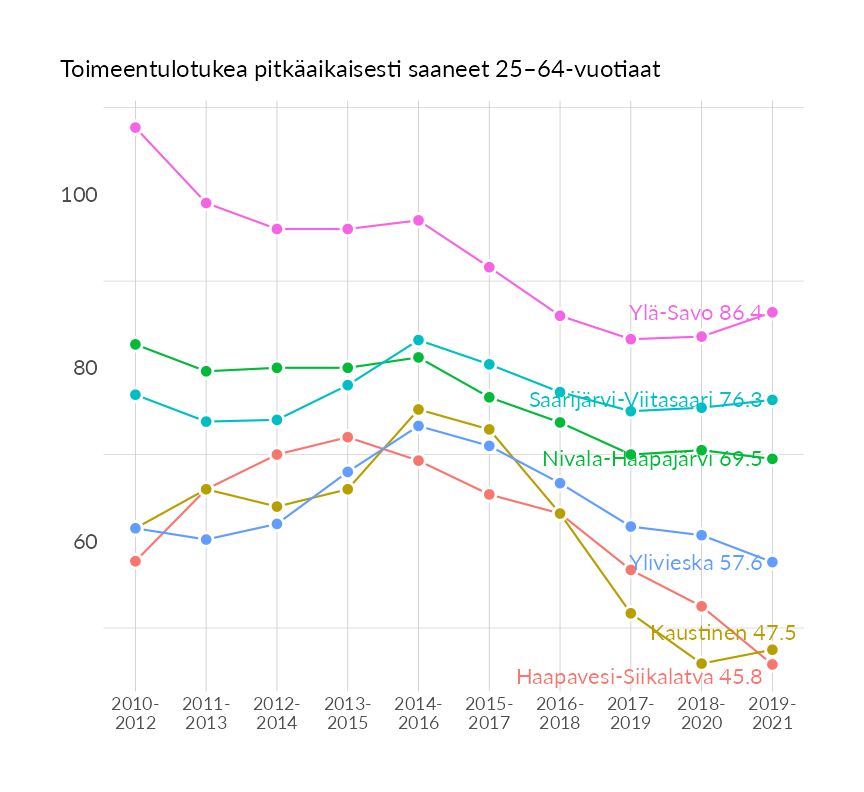 Toimeentulotukea pitkäaikaisesti saaneet 25–64-vuotiaat
100
80
60
Ylä-Savo 86.4
Saarijärvi-Viitasaari 76.3
Nivala-Haapajärvi 69.5
Ylivieska 57.6
Kaustinen 47.5
Haapavesi-Siikalatva 45.8
2010- 2011- 2012- 2013- 2014- 2015- 2016- 2017- 2018- 2019-
2012 2013 2014 2015 2016 2017 2018 2019 2020 2021